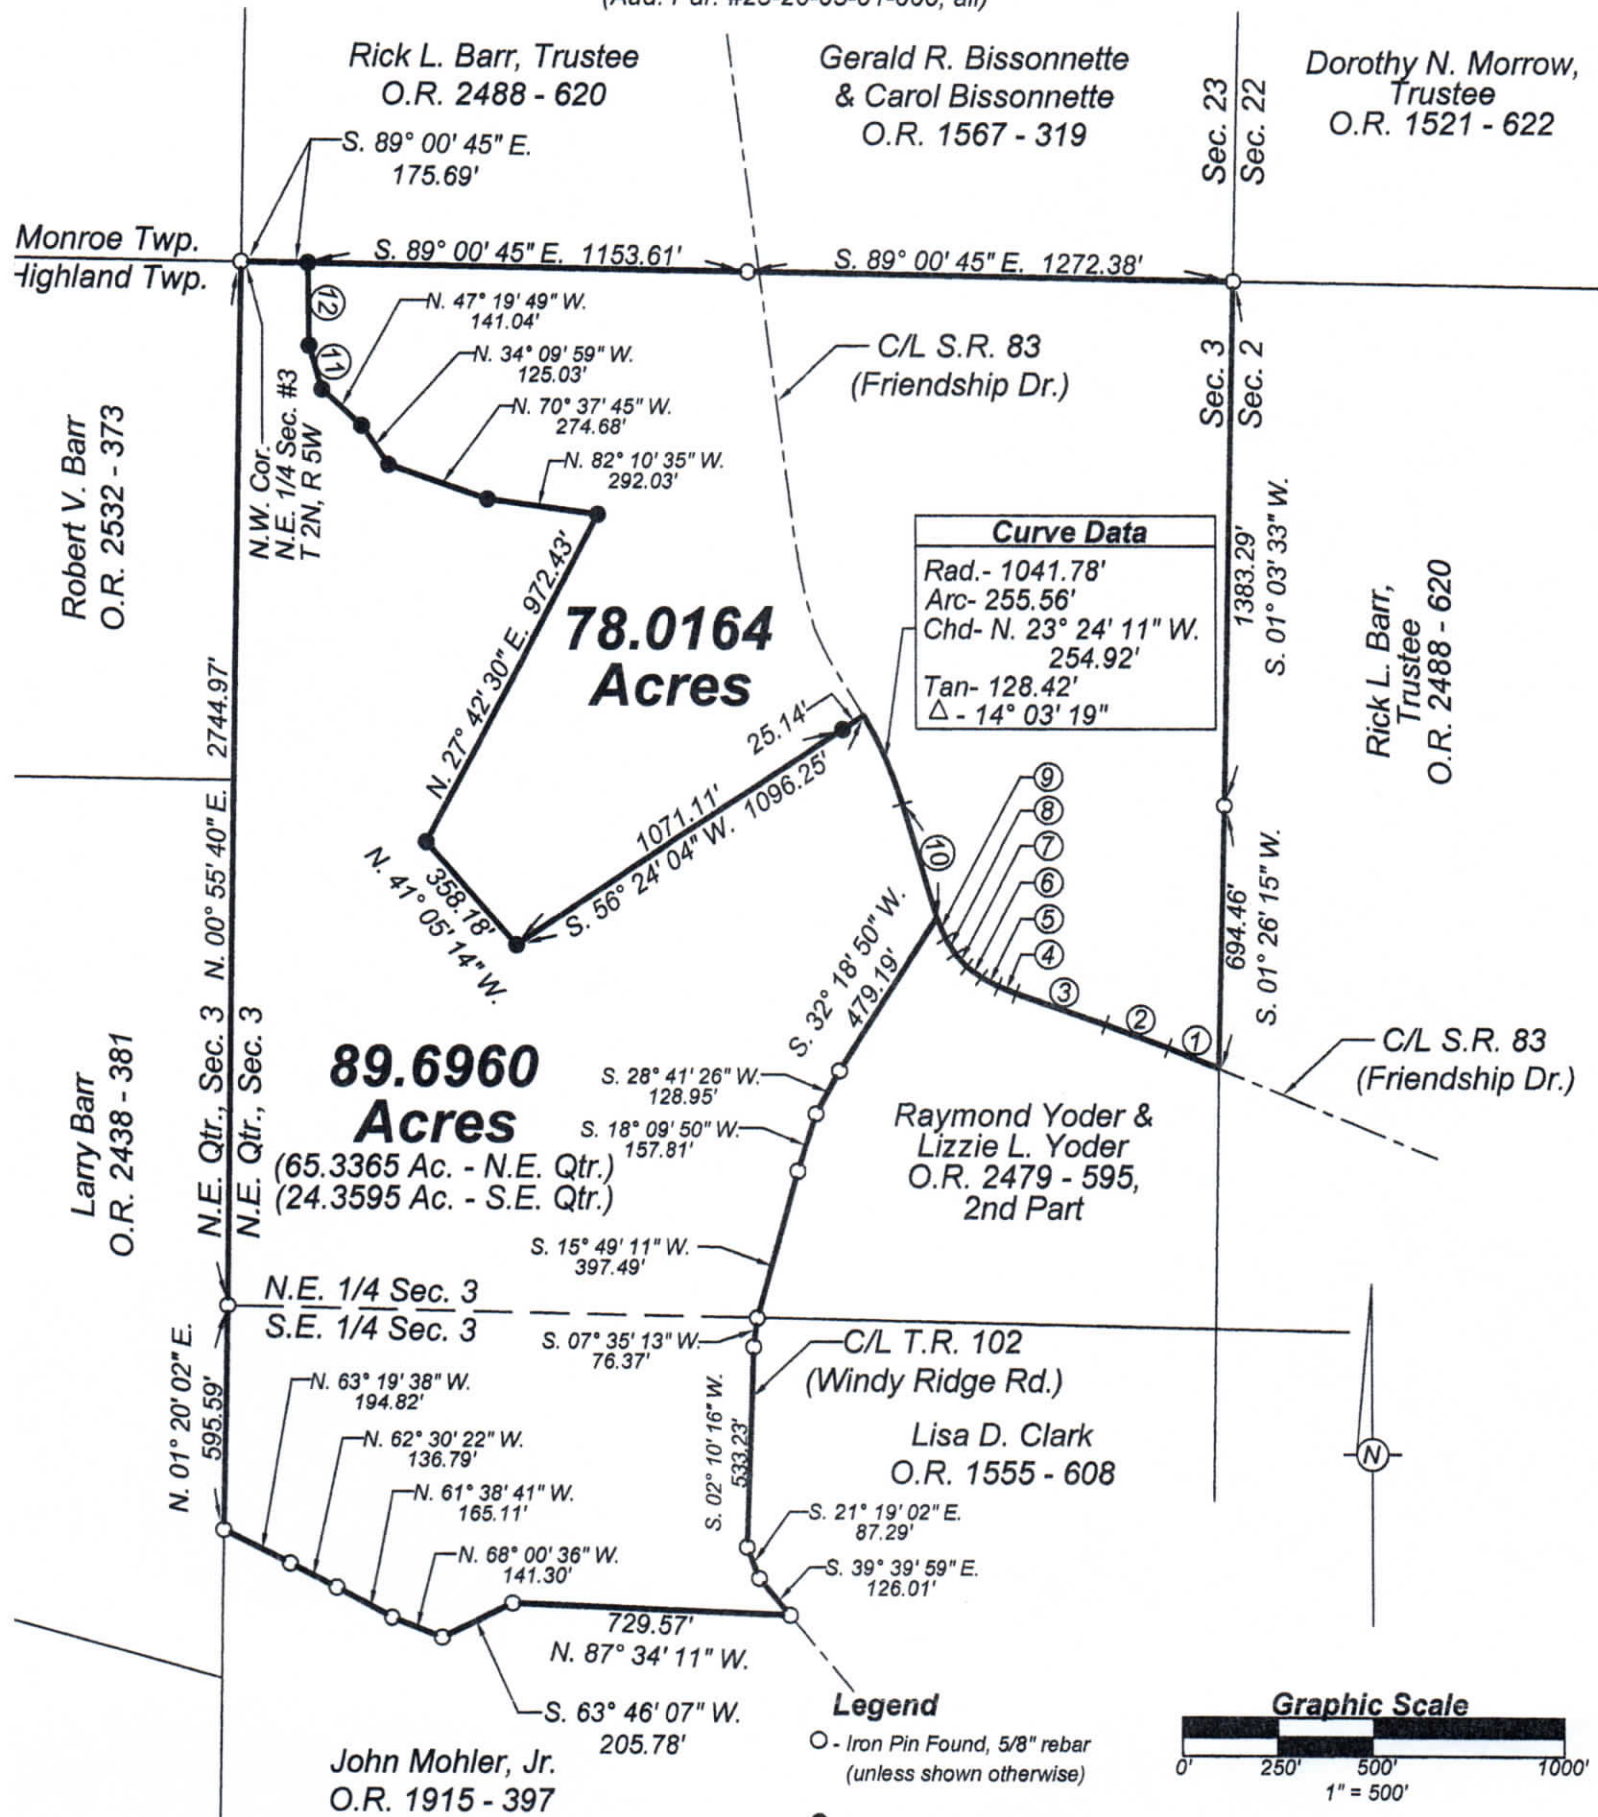 Rick L. Barr, Trustee
O.R. 2488 - 620
Gerald R. Bissonnette
& Carol Bissonnette
O.R. 1567 - 319
Dorothy N. Morrow,
Trustee
O.R. 1521 - 622
Sec. 23
Sec. 22
S. 89° 00' 45" E.
175.69'
Monroe Twp.
Highland Twp.
S. 89° 00' 45" E. 1153.61'
S. 89° 00' 45" E. 1272.38'
12
11
N. 47° 19' 49" W.
141.04'
N. 34° 09' 59" W.
125.03'
N. 70° 37' 45" W.
274.68'
N. 82° 10' 35" W.
292.03'
N.W. Cor.
N.E. 1/4 Sec. #3
T 2N, R 5W
C/L S.R. 83
(Friendship Dr.)
Sec. 3
Sec. 2
Robert V. Barr
O.R. 2532 - 373
1383.29'
S. 01° 03' 33" W.
Rick L. Barr,
Trustee
O.R. 2488 - 620
Curve Data
Rad.- 1041.78'
Arc- 255.56'
Chd- N. 23° 24' 11" W.
254.92'
Tan- 128.42'
Δ - 14° 03' 19"
N. 27° 42' 30" E. 972.43'
78.0164
Acres
25.14'
1071.11'
S. 56° 24' 04" W. 1096.25'
N. 00° 55' 40" E. 2744.97'
358.18'
N. 41° 05' 14" W.
9
8
7
6
5
4
3
2
1
10
694.46'
S. 01° 26' 15" W.
S. 32° 18' 50" W.
479.19'
C/L S.R. 83
(Friendship Dr.)
Larry Barr
O.R. 2438 - 381
N.E. Qtr., Sec. 3
N.E. Qtr., Sec. 3
89.6960
Acres
(65.3365 Ac. - N.E. Qtr.)
(24.3595 Ac. - S.E. Qtr.)
S. 28° 41' 26" W.
128.95'
S. 18° 09' 50" W.
157.81'
S. 15° 49' 11" W.
397.49'
Raymond Yoder &
Lizzie L. Yoder
O.R. 2479 - 595,
2nd Part
N.E. 1/4 Sec. 3
S.E. 1/4 Sec. 3
S. 07° 35' 13" W.
76.37'
C/L T.R. 102
(Windy Ridge Rd.)
N. 01° 20' 02" E.
595.59'
N. 63° 19' 38" W.
194.82'
N. 62° 30' 22" W.
136.79'
N. 61° 38' 41" W.
165.11'
N. 68° 00' 36" W.
141.30'
S. 02° 10' 16" W.
533.23'
Lisa D. Clark
O.R. 1555 - 608
S. 21° 19' 02" E.
87.29'
S. 39° 39' 59" E.
126.01'
N
729.57'
N. 87° 34' 11" W.
S. 63° 46' 07" W.
205.78'
John Mohler, Jr.
O.R. 1915 - 397
Legend
- Iron Pin Found, 5/8" rebar
(unless shown otherwise)
Graphic Scale
0' 250' 500' 1000'
1" = 500'